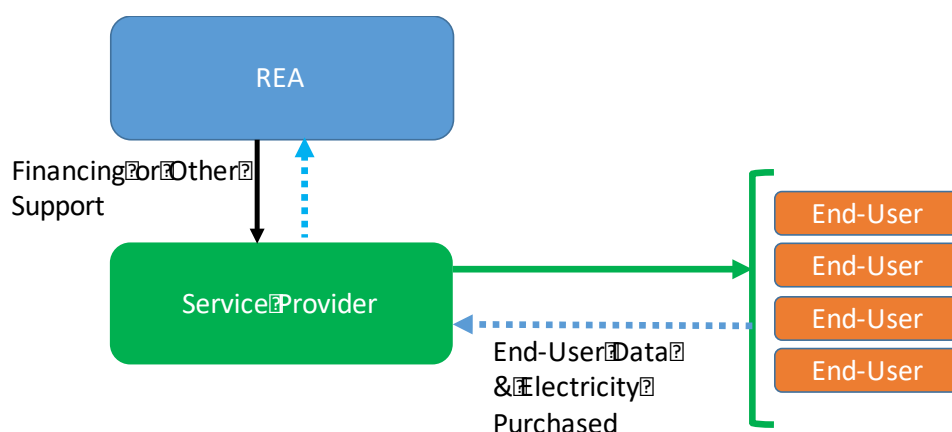 REA
Financing⍰or⍰Other⍰
Support
Service⍰Provider
End-User
End-User
End-User
End-User
End-User⍰Data⍰
&⍰Electricity⍰
Purchased